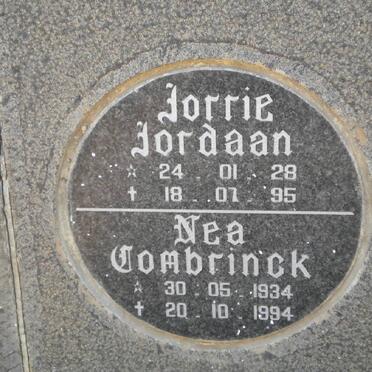 Jorrie
Jordaan
☆ 24 . 01 . 28
† 18 . 07 . 95
Nea
Combrinck
☆ 30 . 05 . 1934
† 20 . 10 . 1994